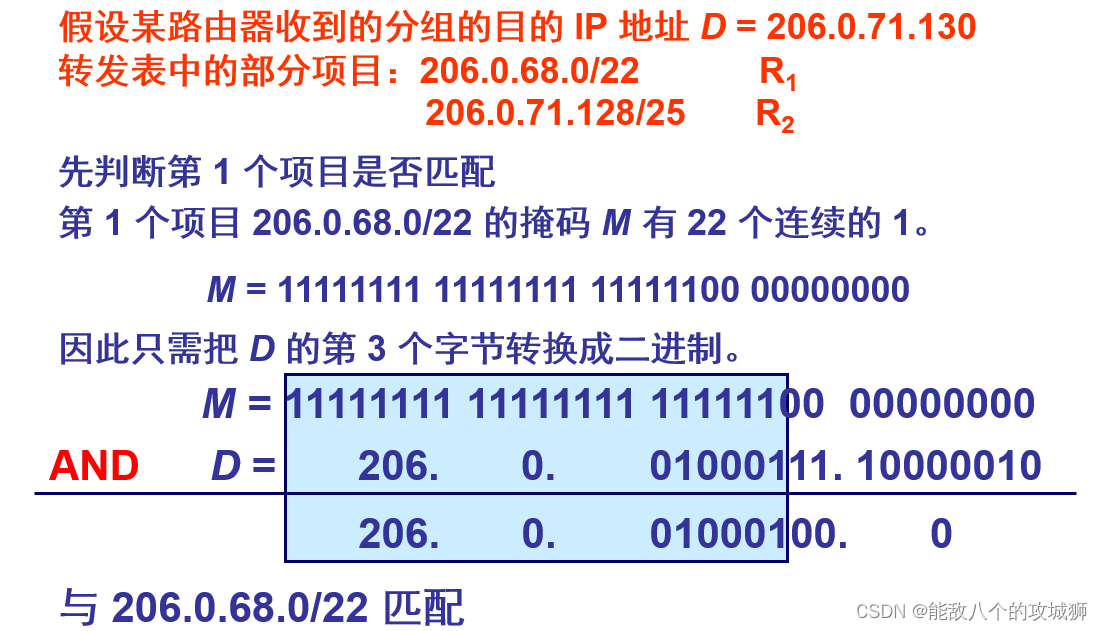 假设某路由器收到的分组的目的 IP 地址 D = 206.0.71.130
转发表中的部分项目：206.0.68.0/22 R1
206.0.71.128/25 R2
先判断第 1 个项目是否匹配
第 1 个项目 206.0.68.0/22 的掩码 M 有 22 个连续的 1。
M = 11111111 11111111 11111100 00000000
因此只需把 D 的第 3 个字节转换成二进制。
M = 11111111 11111111 11111100 00000000
AND D = 206. 0. 01000111. 10000010
206. 0. 01000100. 0
与 206.0.68.0/22 匹配
CSDN @能敌八个的攻城狮